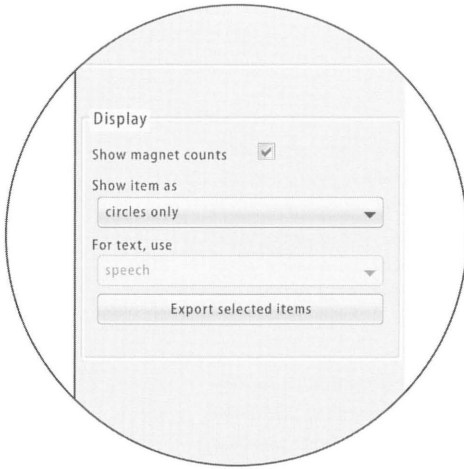 Display
Show magnet counts
Show item as
circles only
For text, use
speech
Export selected items